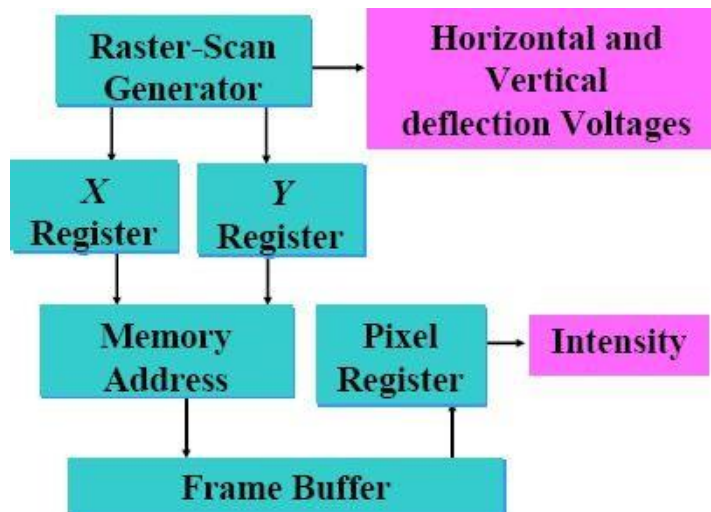 Raster-Scan
Generator
Horizontal and
Vertical
deflection Voltages
X
Register
Y
Register
Memory
Address
Pixel
Register
Intensity
Frame Buffer